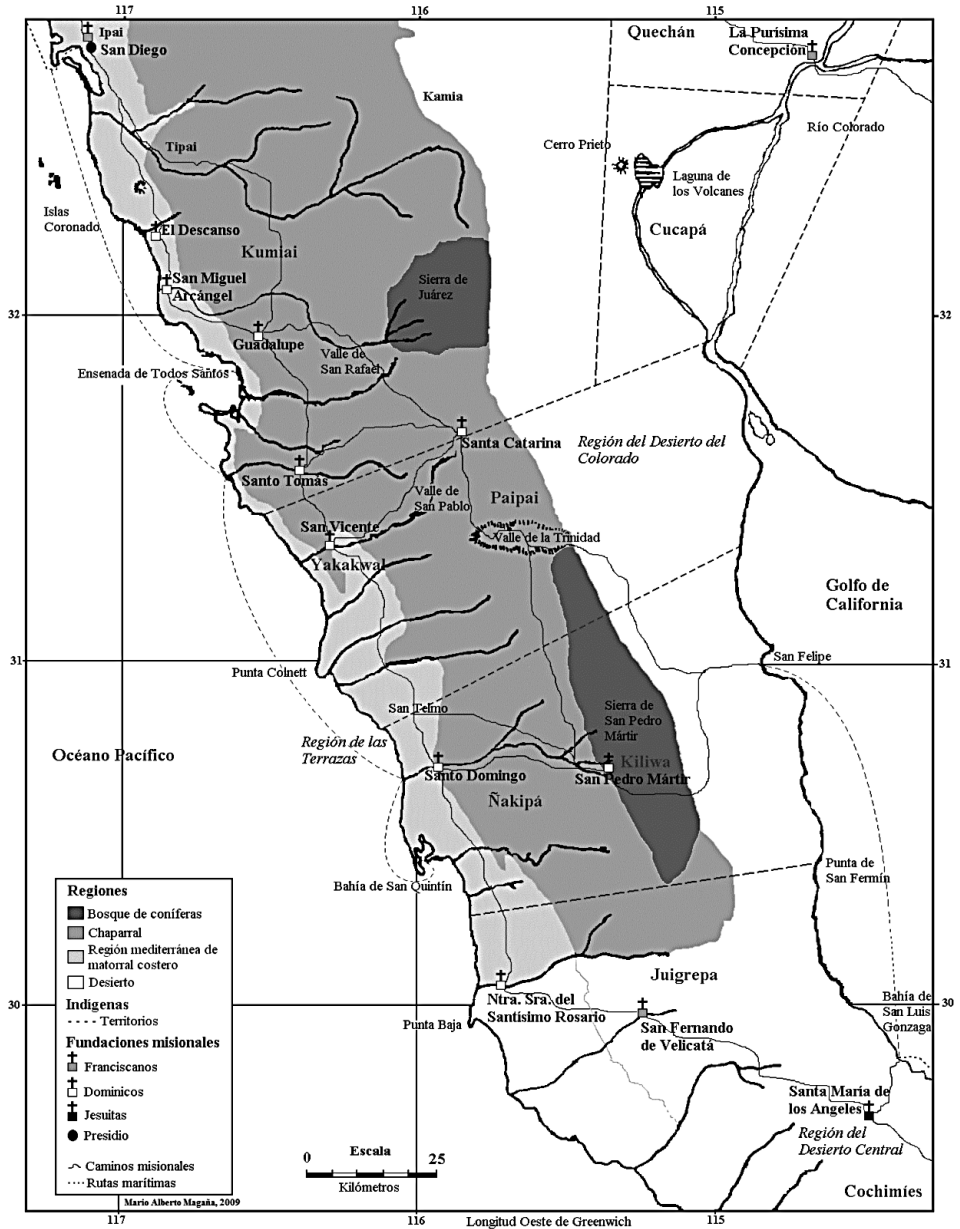 117
116
115
Ipai
San Diego
Quechán
La Purísima
Concepción
Kamia
Río Colorado
Cerro Prieto
Laguna de
los Volcanes
Tipai
Islas
Coronado
El Descanso
Cucapá
Kumiai
San Miguel
Arcángel
Sierra de
Juárez
32
32
Guadalupe
Valle de
San Rafael
Ensenada de Todos Santos
Santa Catarina
Región del Desierto del
Colorado
Santo Tomás
Valle de
San Pablo
Paipai
San Vicente
Valle de la Trinidad
Yakakwal
Golfo de
California
31
31
Punta Colnett
San Felipe
San Telmo
Sierra de
San Pedro
Mártir
Región de las
Terrazas
Océano Pacífico
Kiliwa
Santo Domingo
San Pedro Mártir
Ñakipá
Punta de
San Fermín
Bahía de San Quintín
Juigrepa
30
30
Ntra. Sra. del
Santísimo Rosario
Punta Baja
San Fernando
de Velicatá
Bahía de
San Luis
Gonzaga
Santa María de
los Angeles
Región del
Desierto Central
Cochimíes
Regiones
Bosque de coníferas
Chaparral
Región mediterránea de
matorral costero
Desierto
Indígenas
Territorios
Fundaciones misionales
Franciscanos
Dominicos
Jesuitas
Presidio
Caminos misionales
Rutas marítimas
Mario Alberto Magaña, 2009
Escala
0 25
Kilómetros
117
116
Longitud Oeste de Greenwich
115